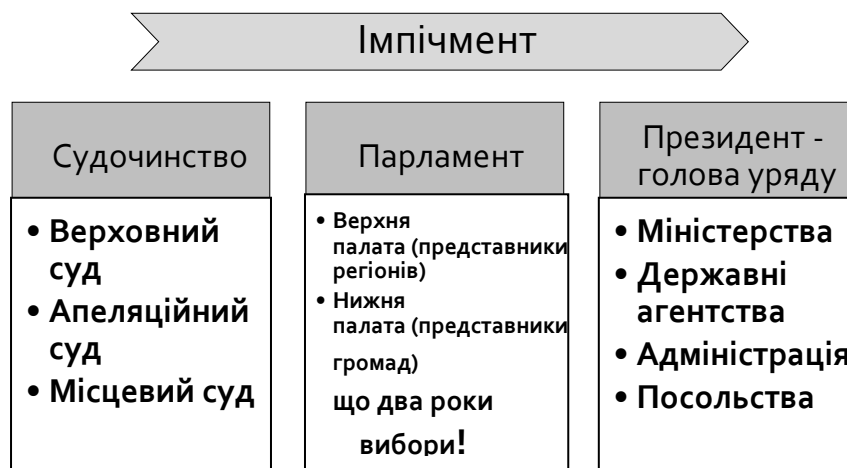 Імпічмент
Судочинство
• Верховний
суд
• Апеляційний
суд
• Місцевий суд
Парламент
• Верхня
палата (представники
регіонів)
• Нижня
палата (представники
громад)
що два роки
вибори!
Президент -
голова уряду
• Міністерства
• Державні
агентства
• Адміністрація
• Посольства